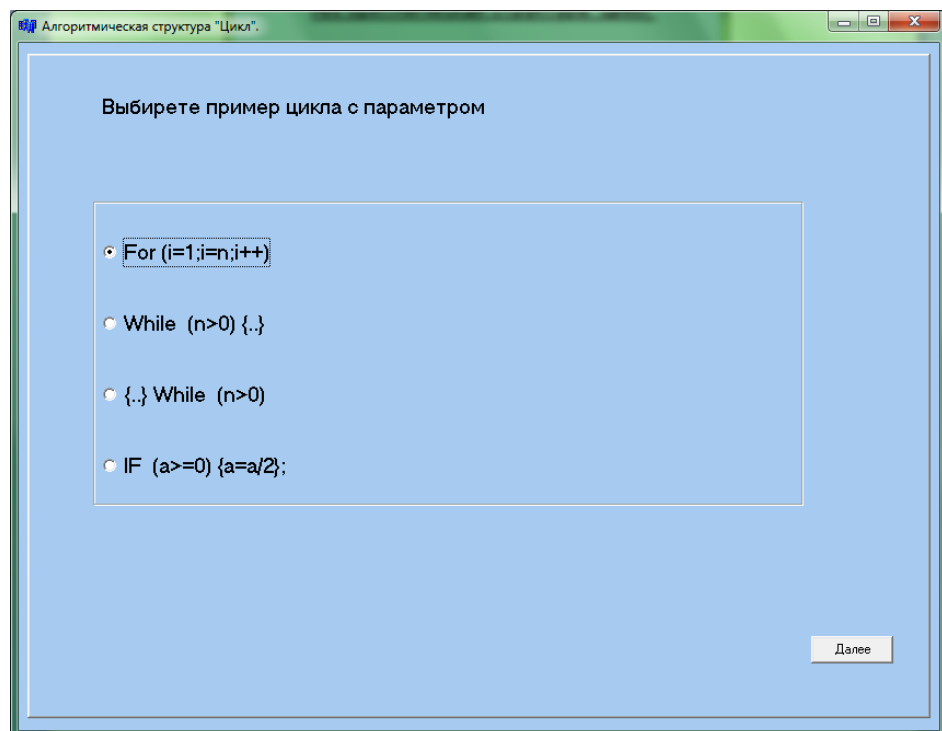 Алгоритмическая структура "Цикл".
Выбирете пример цикла с параметром
For (i=1;i=n;i++)
While (n>0) {..}
{..} While (n>0)
IF (a>=0) {a=a/2};
Далее